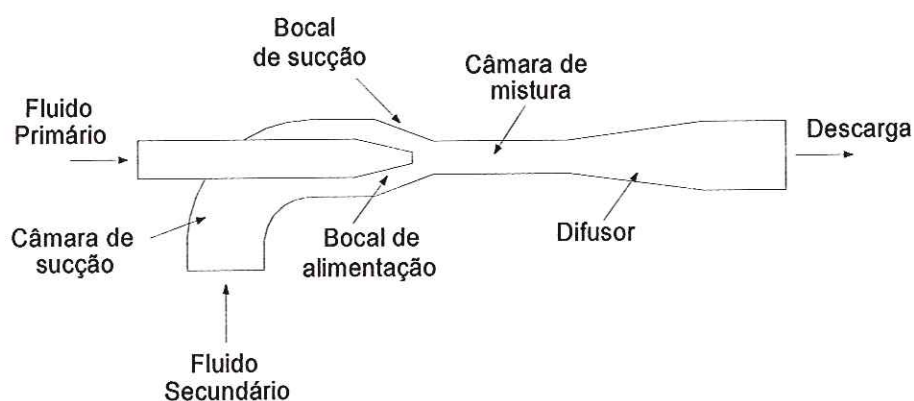 Bocal
de sucção
Câmara de
mistura
Fluido
Primário
Descarga
Câmara de
sucção
Bocal de
alimentação
Difusor
Fluido
Secundário